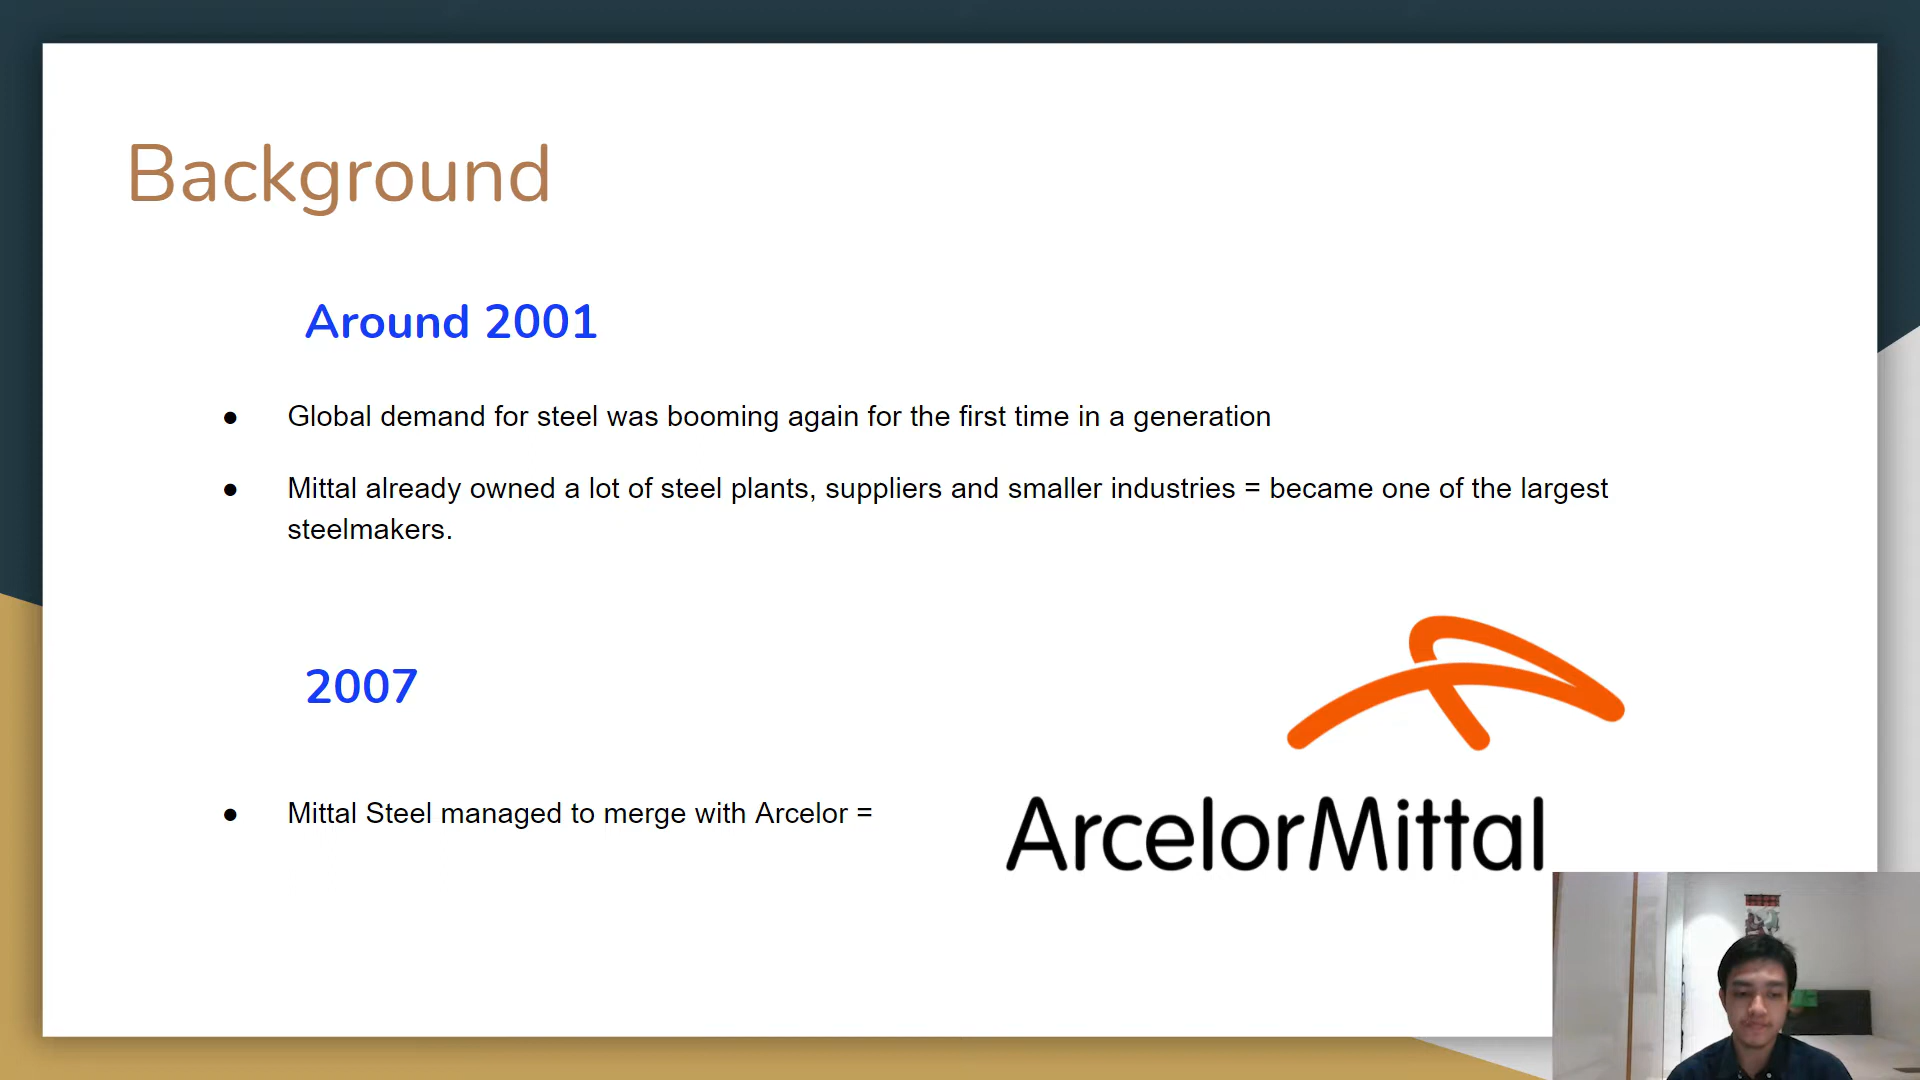 Background
Around 2001
● Global demand for steel was booming again for the first time in a generation
● Mittal already owned a lot of steel plants, suppliers and smaller industries = became one of the largest
steelmakers.
2007
● Mittal Steel managed to merge with Arcelor =
ArcelorMittal